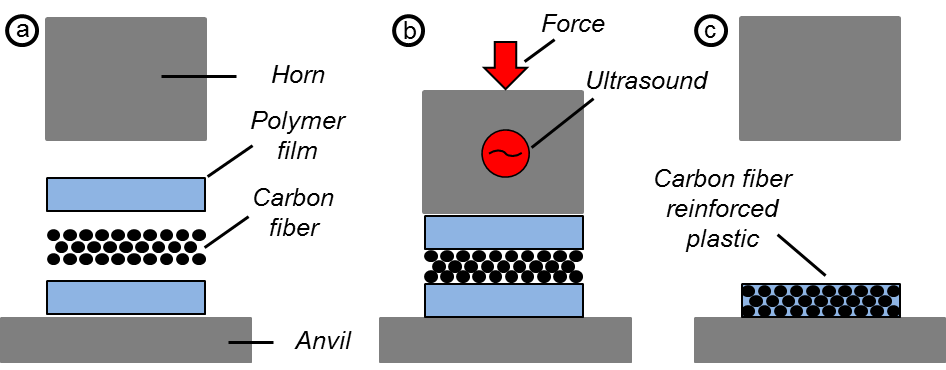 a
Horn
Polymer
film
Carbon
fiber
Anvil
b
Force
Ultrasound
c
Carbon fiber
reinforced
plastic